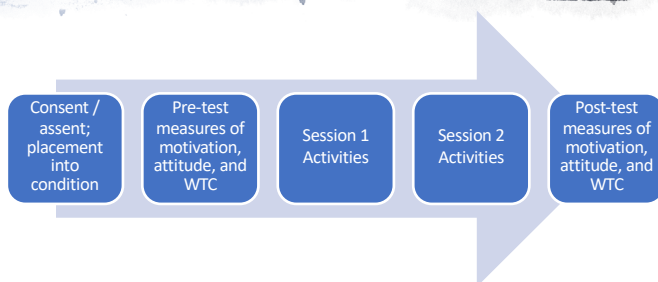 Consent /
assent;
placement
into
condition
Pre-test
measures of
motivation,
attitude, and
WTC
Session 1
Activities
Session 2
Activities
Post-test
measures of
motivation,
attitude, and
WTC